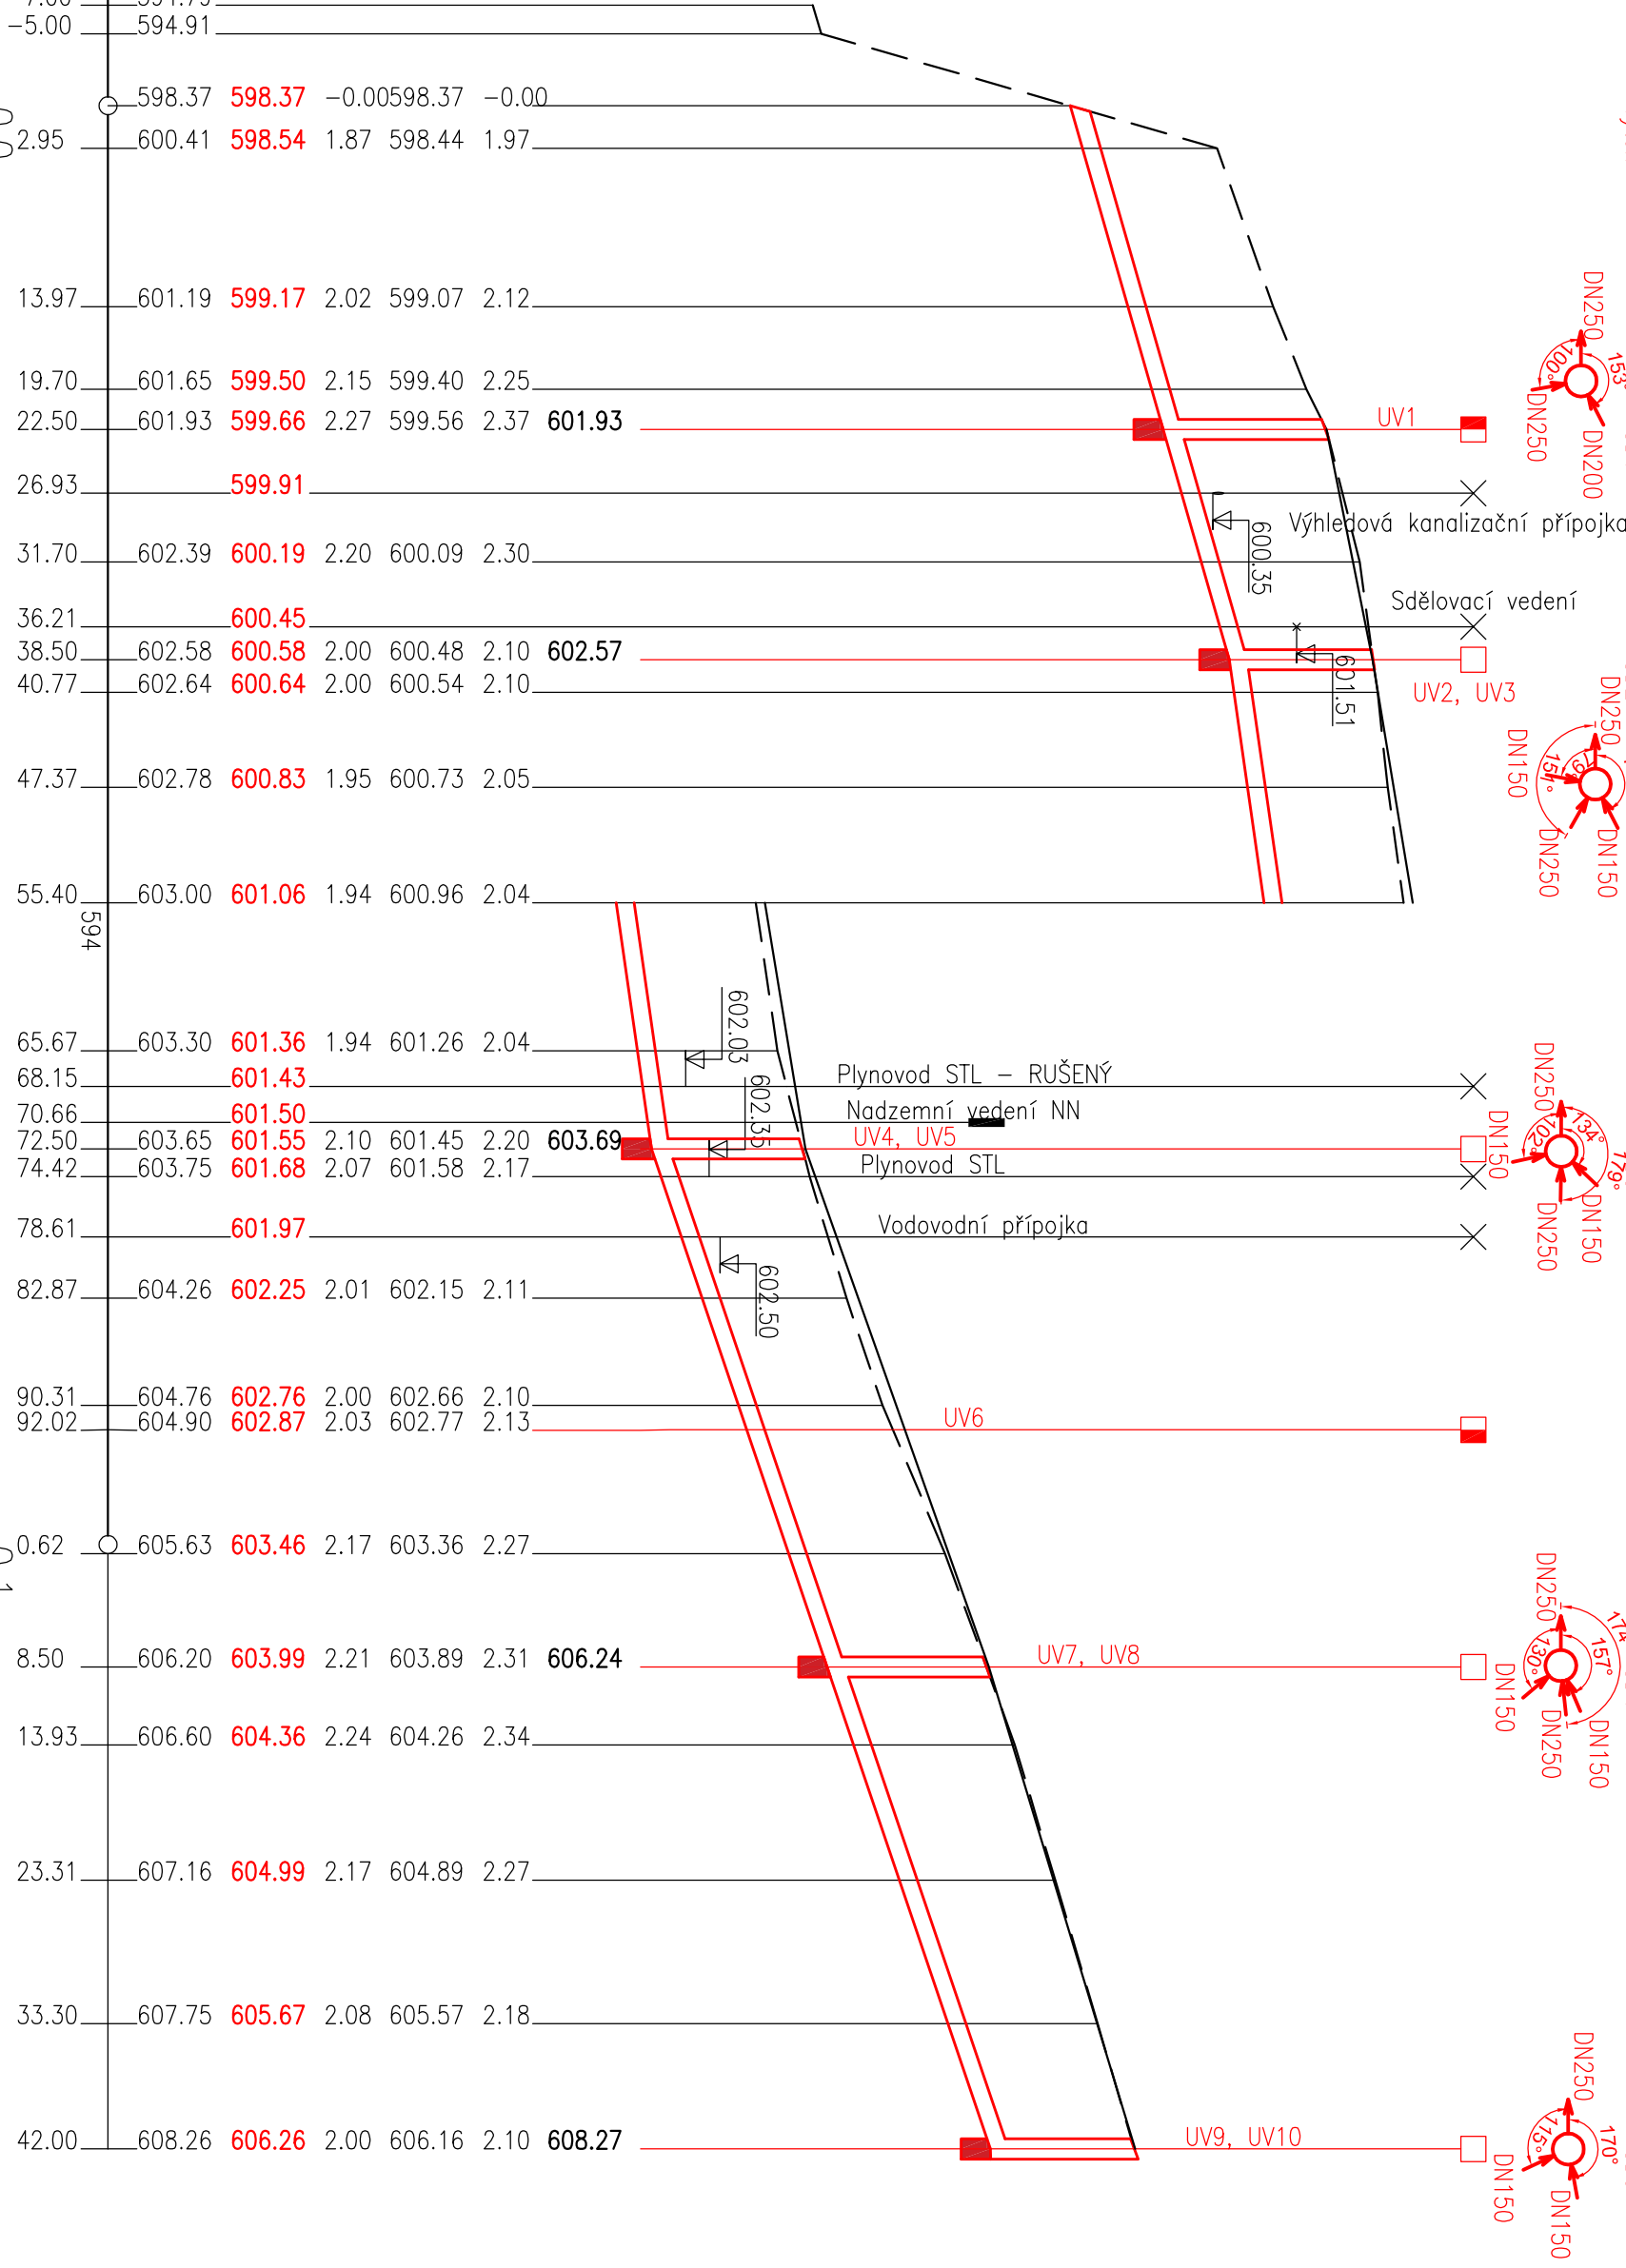 -5.00 594.91
598.37 598.37 -0.00 598.37 -0.00
2.95 600.41 598.54 1.87 598.44 1.97
13.97 601.19 599.17 2.02 599.07 2.12
DN250
100°
153°
DN250
DN200
19.70 601.65 599.50 2.15 599.40 2.25
22.50 601.93 599.66 2.27 599.56 2.37 601.93 UV1
26.93 599.91
Výhledová kanalizační přípojka
600.35
31.70 602.39 600.19 2.20 600.09 2.30
Sdělovací vedení
36.21 600.45
38.50 602.58 600.58 2.00 600.48 2.10 602.57
601.51
UV2, UV3
40.77 602.64 600.64 2.00 600.54 2.10
DN250
DN150
79°
151°
DN250
DN150
47.37 602.78 600.83 1.95 600.73 2.05
55.40 603.00 601.06 1.94 600.96 2.04
594
602.03
65.67 603.30 601.36 1.94 601.26 2.04
68.15 601.43 Plynovod STL – RUŠENÝ
70.66 601.50 Nadzemní vedení NN
602.35
72.50 603.65 601.55 2.10 601.45 2.20 603.69 UV4, UV5
74.42 603.75 601.68 2.07 601.58 2.17 Plynovod STL
DN250
DN150
102°
134°
179°
DN250
DN150
78.61 601.97 Vodovodní přípojka
602.50
82.87 604.26 602.25 2.01 602.15 2.11
90.31 604.76 602.76 2.00 602.66 2.10
92.02 604.90 602.87 2.03 602.77 2.13 UV6
0.62 605.63 603.46 2.17 603.36 2.27
8.50 606.20 603.99 2.21 603.89 2.31 606.24 UV7, UV8
DN250
130°
157°
174
DN150
DN250
DN150
13.93 606.60 604.36 2.24 604.26 2.34
23.31 607.16 604.99 2.17 604.89 2.27
33.30 607.75 605.67 2.08 605.57 2.18
42.00 608.26 606.26 2.00 606.16 2.10 608.27 UV9, UV10
DN250
115°
170°
DN150
DN150